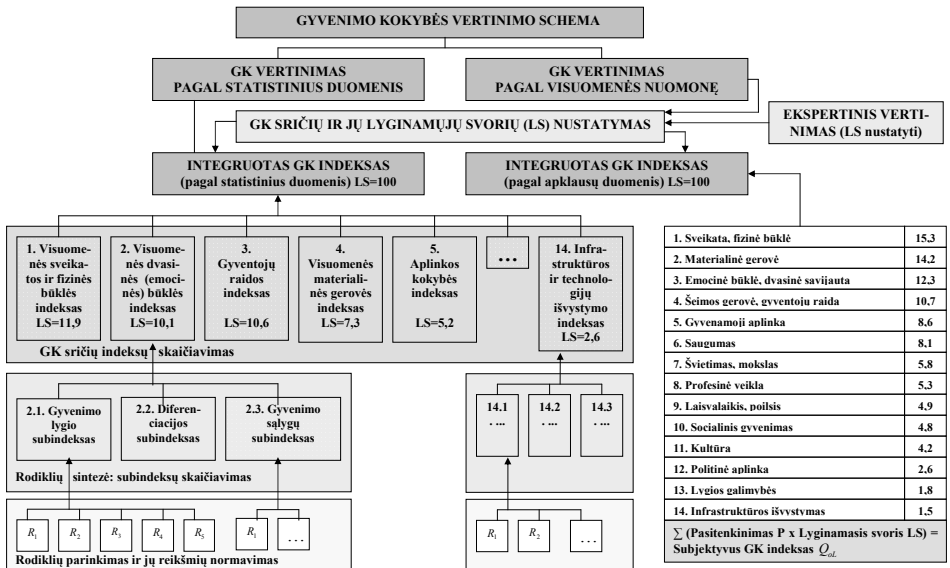 GYVENIMO KOKYBĖS VERTINIMO SCHEMA
GK VERTINIMAS
PAGAL STATISTINIUS DUOMENIS
GK VERTINIMAS
PAGAL VISUOMENĖS NUOMONĘ
GK SRIČIŲ IR JŲ LYGINAMŲJŲ SVORIŲ (LS) NUSTATYMAS
EKSPERTINIS VERTI-
NIMAS (LS nustatyti)
INTEGRUOTAS GK INDEKSAS
(pagal statistinius duomenis) LS=100
INTEGRUOTAS GK INDEKSAS
(pagal apklausų duomenis) LS=100
1. Visuome-
nės sveika-
tos ir fizinės
būklės
indeksas
LS=11,9
2. Visuome-
nės dvasi-
nės (emoci-
nės) būklės
indeksas
LS=10,1
3.
Gyventojų
raidos
indeksas
LS=10,6
4.
Visuomenės
materiali-
nės gerovės
indeksas
LS=7,3
5.
Aplinkos
kokybės
indeksas
LS=5,2
...
14. Infra-
struktūros
ir techno-
logijų
išvystymo
indeksas
LS=2,6
GK sričių indeksų skaičiavimas
2.1. Gyvenimo
lygio
subindeksas
2.2. Diferen-
ciacijos
subindeksas
2.3. Gyvenimo
sąlygų
subindeksas
Rodiklių sintezė: subindeksų skaičiavimas
14.1
. ...
14.2
. ...
14.3
. ...
R1
R2
R3
R4
R5
R1
...
Rodiklių parinkimas ir jų reikšmių normavimas
R1
R2
...
1. Sveikata, fizinė būklė 15,3
2. Materialinė gerovė 14,2
3. Emocinė būklė, dvasinė savijauta 12,3
4. Šeimos gerovė, gyventojų raida 10,7
5. Gyvenamoji aplinka 8,6
6. Saugumas 8,1
7. Švietimas, mokslas 5,8
8. Profesinė veikla 5,3
9. Laisvalaikis, poilsis 4,9
10. Socialinis gyvenimas 4,8
11. Kultūra 4,2
12. Politinė aplinka 2,6
13. Lygios galimybės 1,8
14. Infrastruktūros išvystymas 1,5
∑ (Pasitenkinimas P x Lyginamasis svoris LS) =
Subjektyvus GK indeksas QoL